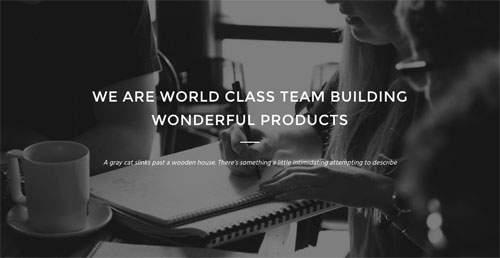 WE ARE WORLD CLASS TEAM BUILDING
WONDERFUL PRODUCTS
A gray cat slinks past a wooden house. There's something a little intimidating attempting to describe